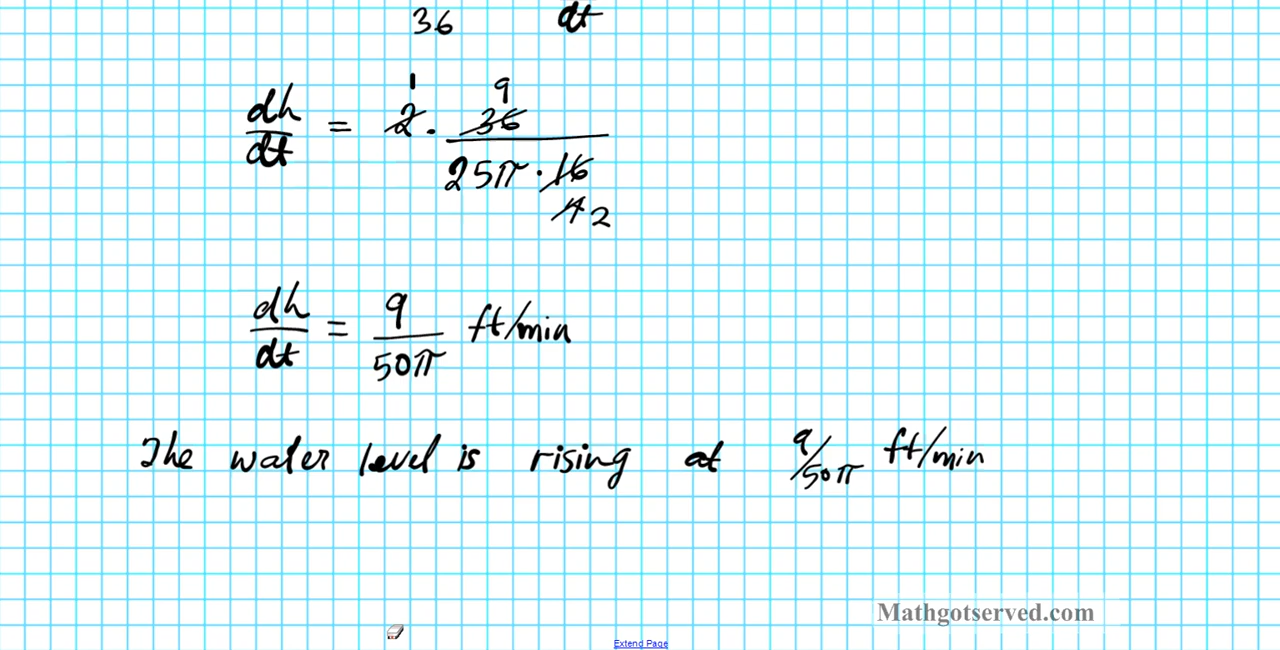 36 dt
dh/dt = 2 1 · 36 9 / 25π · 16 4 2
dh/dt = 9/50π ft/min
The water level is rising at 9/50π ft/min
Mathgotserved.com
Extend Page